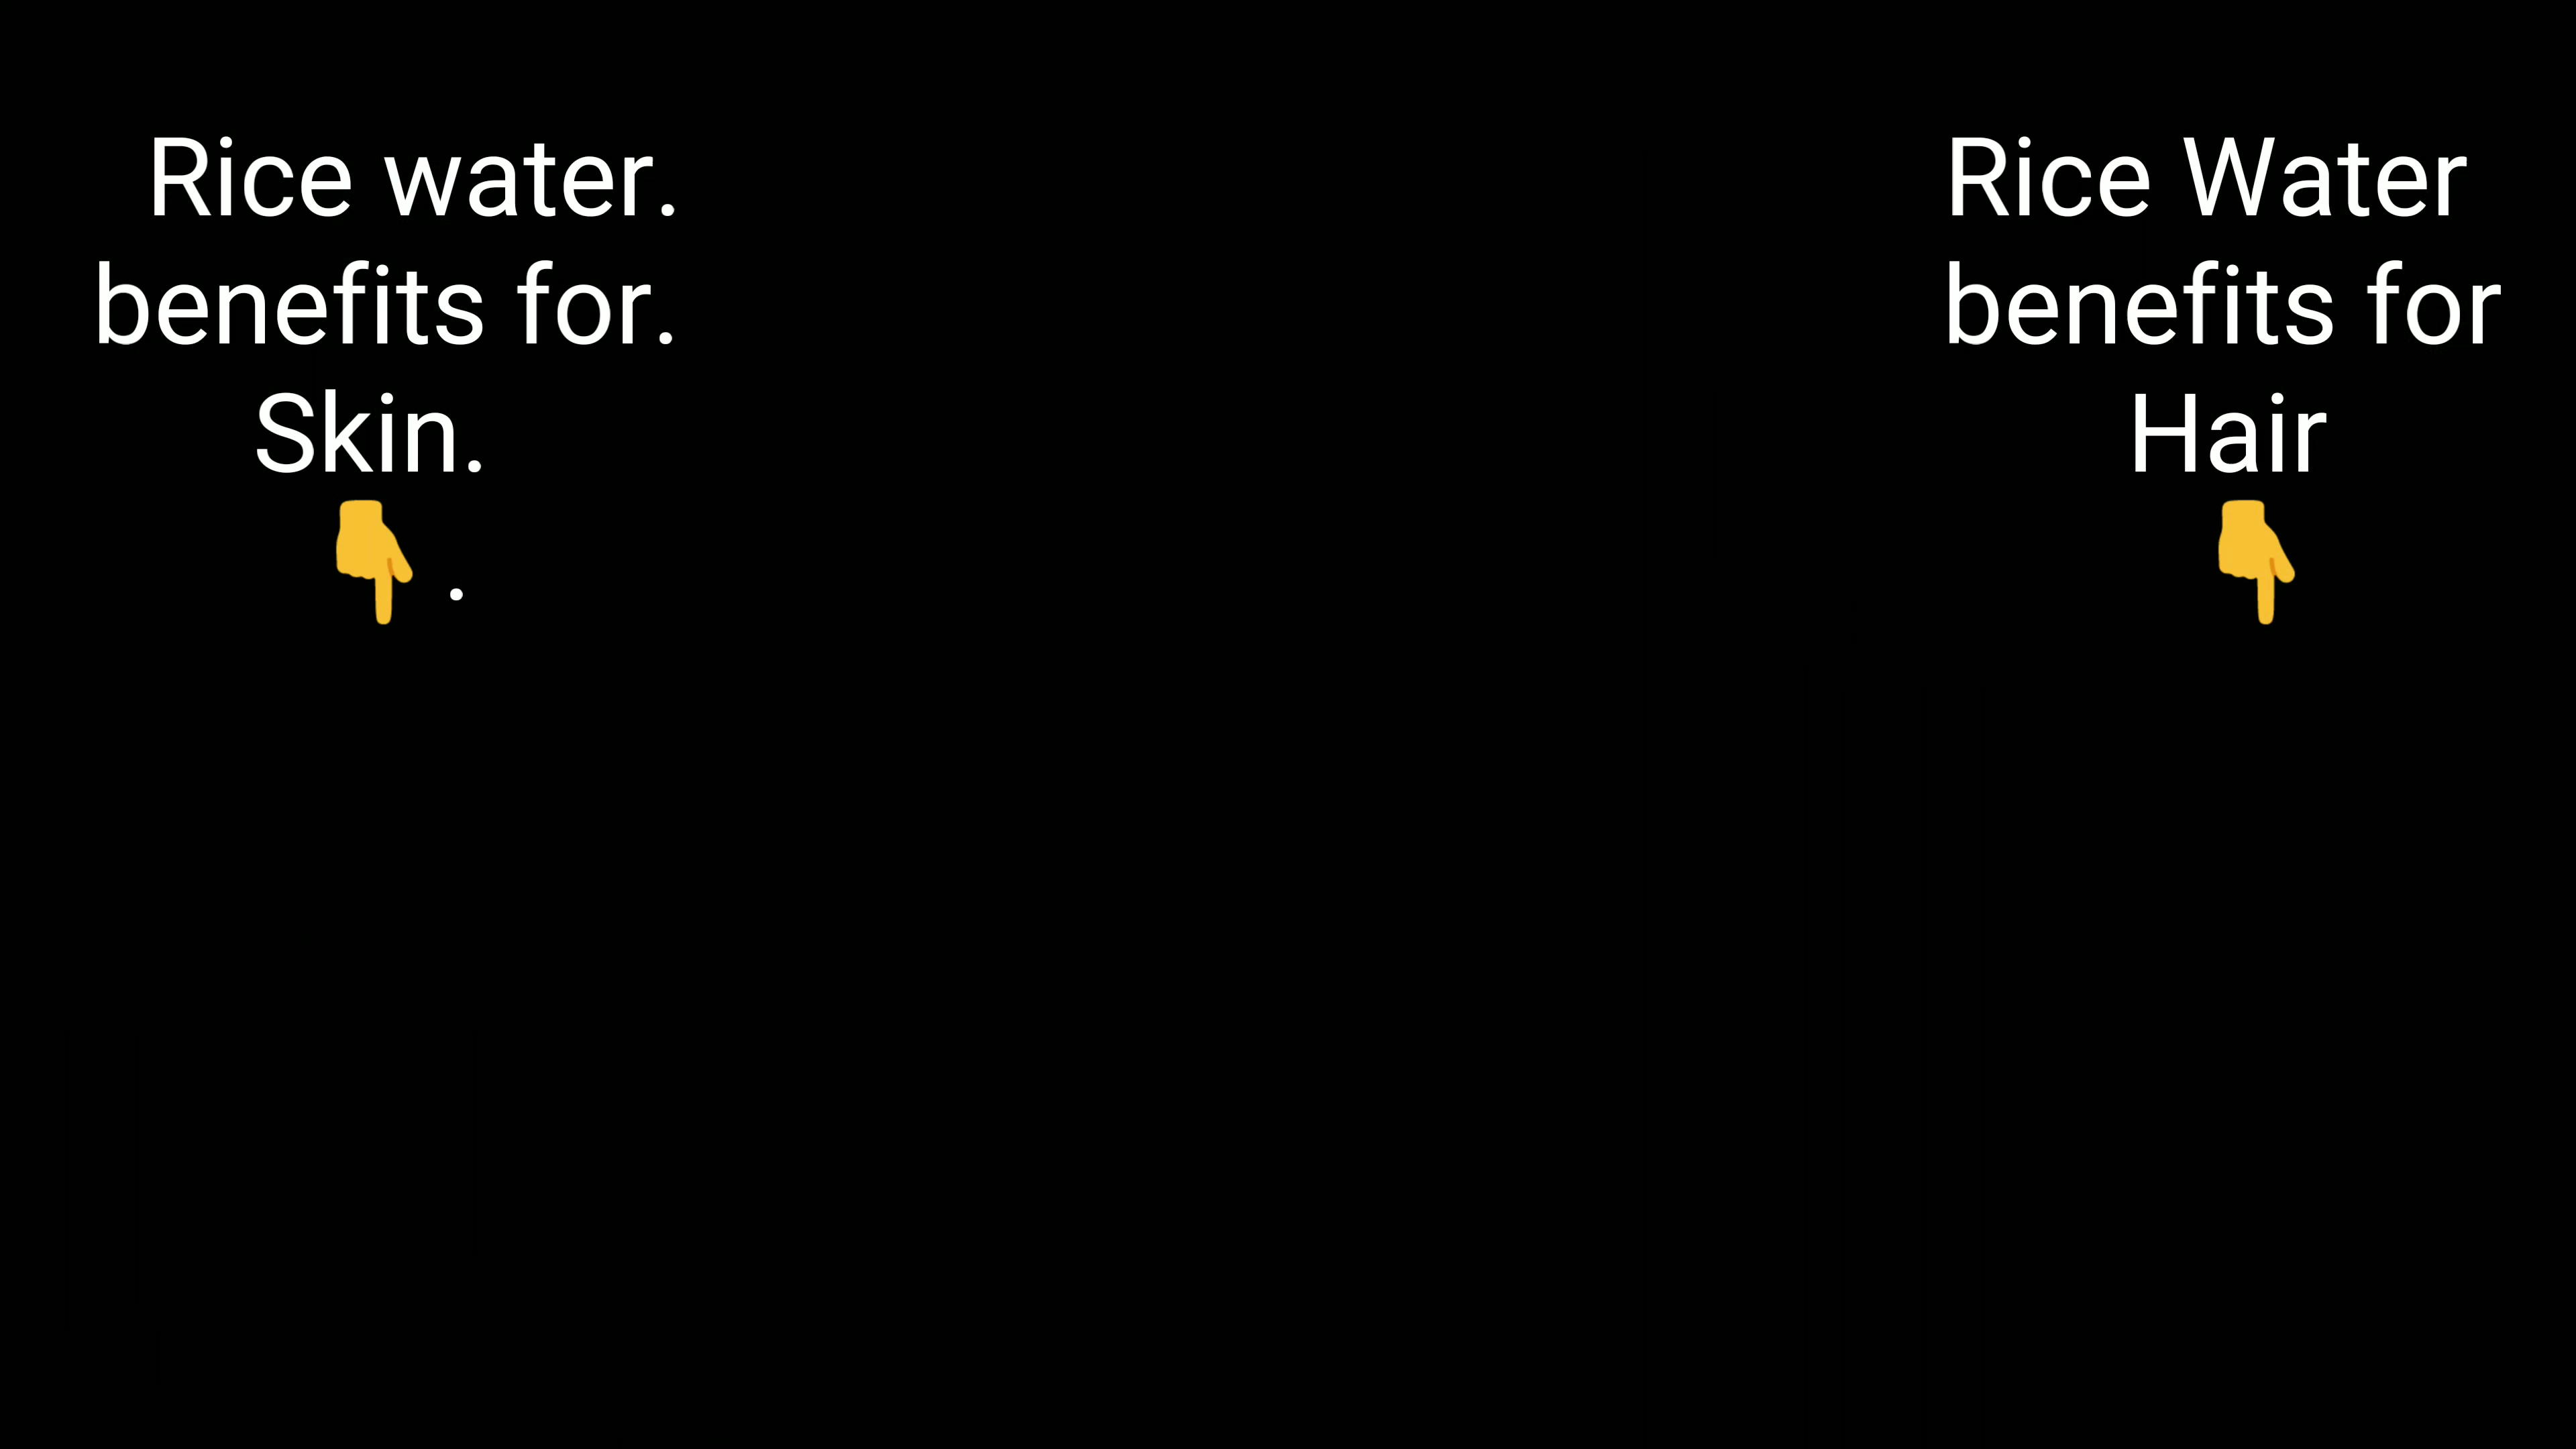 Rice water.
benefits for.
Skin.
👇 .
Rice Water
benefits for
Hair
👇